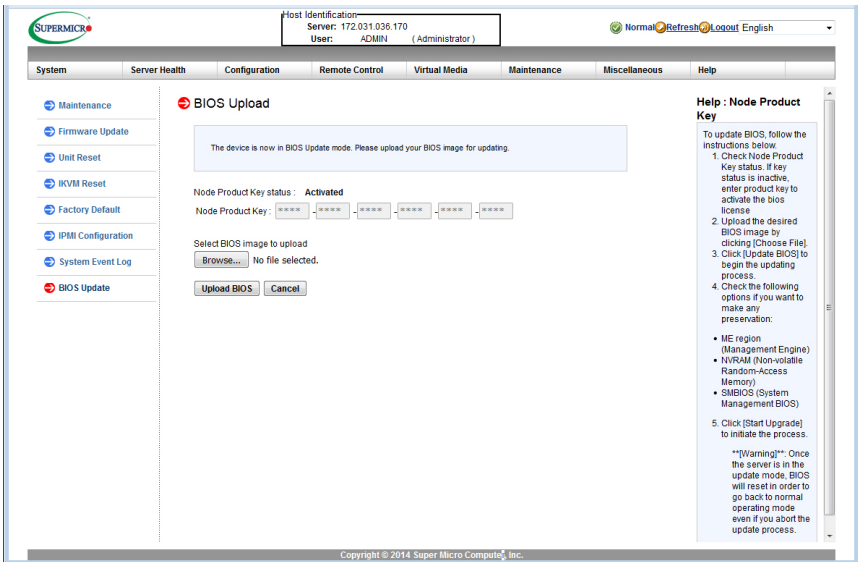 SUPERMICR
Host Identification
Server: 172.031.036.170
User: ADMIN ( Administrator )
Normal Refresh Logout English
System Server Health Configuration Remote Control Virtual Media Maintenance Miscellaneous Help
Maintenance
Firmware Update
Unit Reset
IKVM Reset
Factory Default
IPMI Configuration
System Event Log
BIOS Update
BIOS Upload
The device is now in BIOS Update mode. Please upload your BIOS image for updating.
Node Product Key status : Activated
Node Product Key : **** - **** - **** - **** - **** - ****
Select BIOS image to upload
Browse... No file selected.
Upload BIOS Cancel
Help : Node Product
Key
To update BIOS, follow the
instructions below.
1. Check Node Product
Key status. If key
status is inactive,
enter product key to
activate the bios
license
2. Upload the desired
BIOS image by
clicking [Choose File].
3. Click [Update BIOS] to
begin the updating
process.
4. Check the following
options if you want to
make any
preservation:
• ME region
(Management Engine)
• NVRAM (Non-volatile
Random-Access
Memory)
• SMBIOS (System
Management BIOS)
5. Click [Start Upgrade]
to initiate the process.
**[Warning]**: Once
the server is in the
update mode, BIOS
will reset in order to
go back to normal
operating mode
even if you abort the
update process.
Copyright © 2014 Super Micro Computer, Inc.